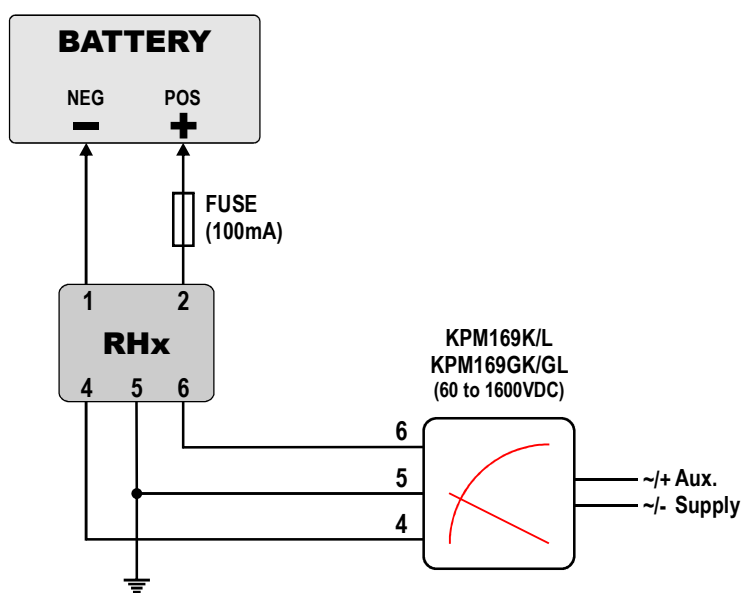 BATTERY
NEG POS
− +
FUSE
(100mA)
1 2
RHx
4 5 6
KPM169K/L
KPM169GK/GL
(60 to 1600VDC)
6
5
4
~/+ Aux.
~/- Supply